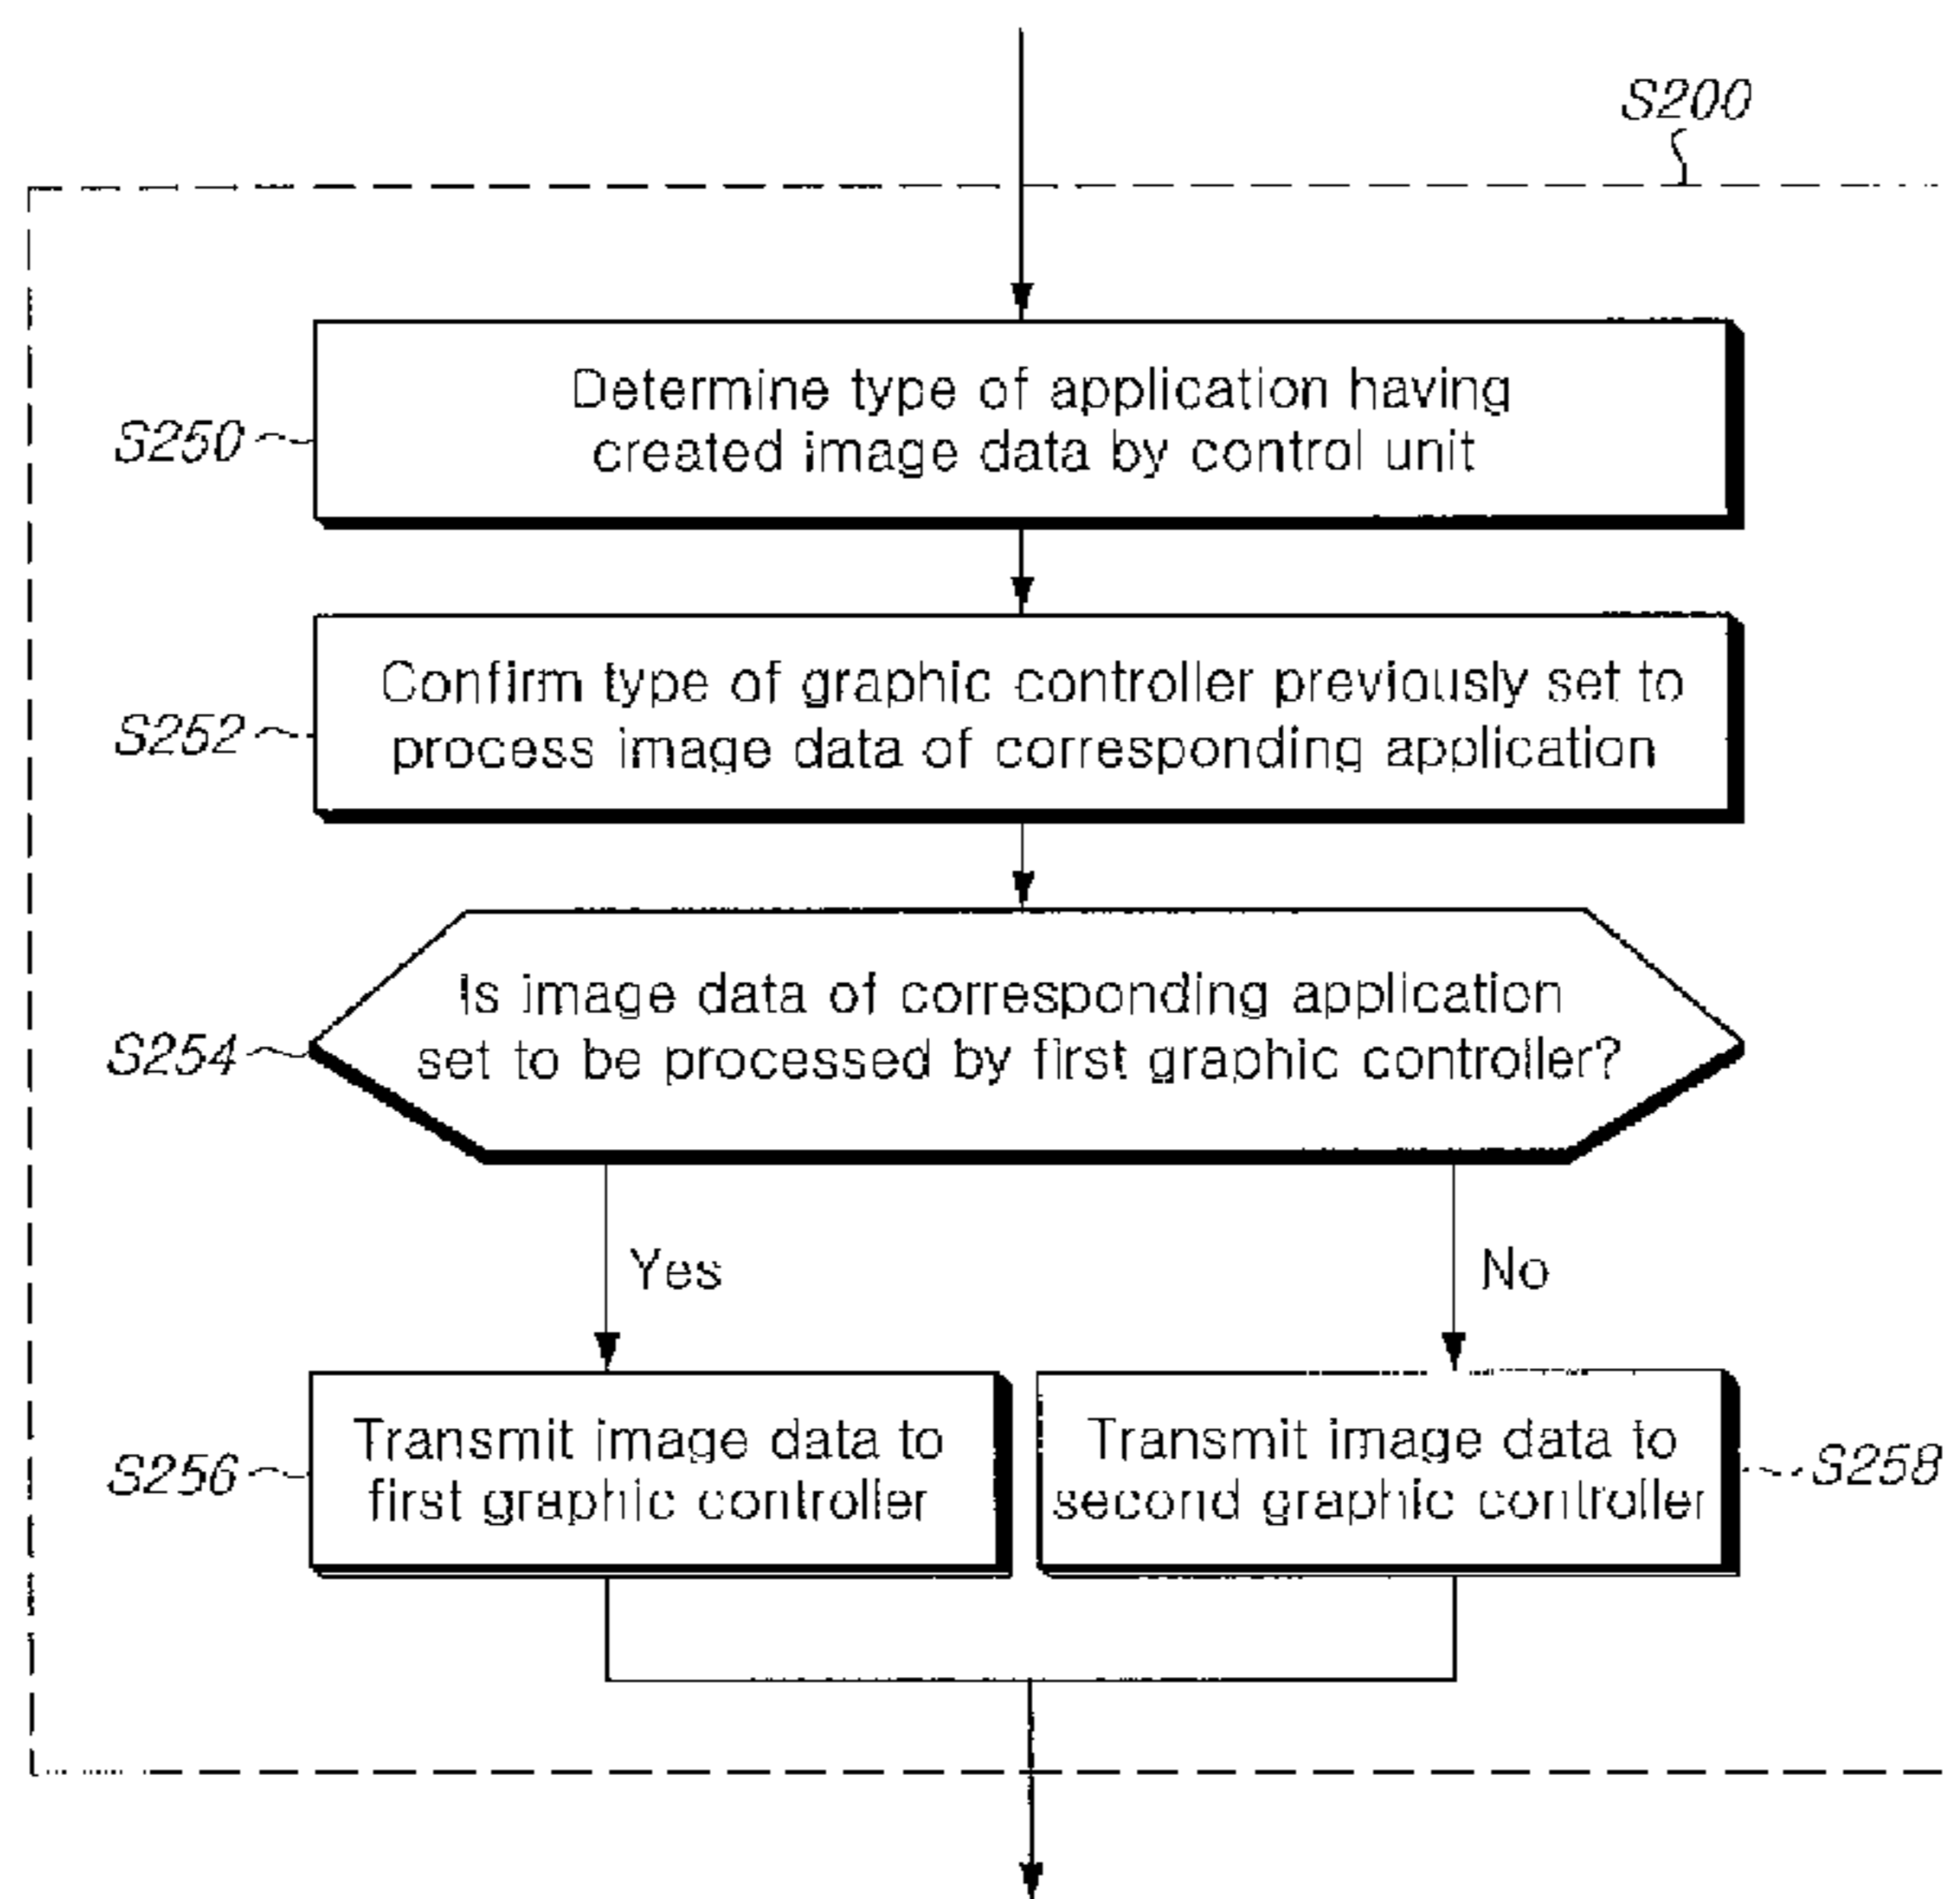 S200
Determine type of application having
created image data by control unit
S250
Confirm type of graphic controller previously set to
process image data of corresponding application
S252
Is image data of corresponding application
set to be processed by first graphic controller?
S254
Yes
No
Transmit image data to
first graphic controller
S256
Transmit image data to
second graphic controller
S258